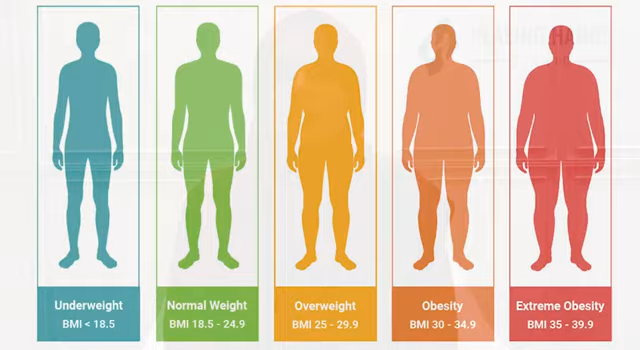 Underweight
BMI < 18.5
Normal Weight
BMI 18.5 - 24.9
Overweight
BMI 25 - 29.9
Obesity
BMI 30 - 34.9
Extreme Obesity
BMI 35 - 39.9